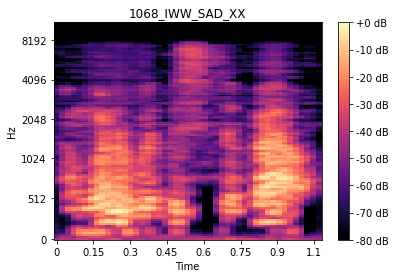 1068_IWW_SAD_XX
Hz
8192
4096
2048
1024
512
0
0 0.15 0.3 0.45 0.6 0.75 0.9 1.1
Time
+0 dB
-10 dB
-20 dB
-30 dB
-40 dB
-50 dB
-60 dB
-70 dB
-80 dB